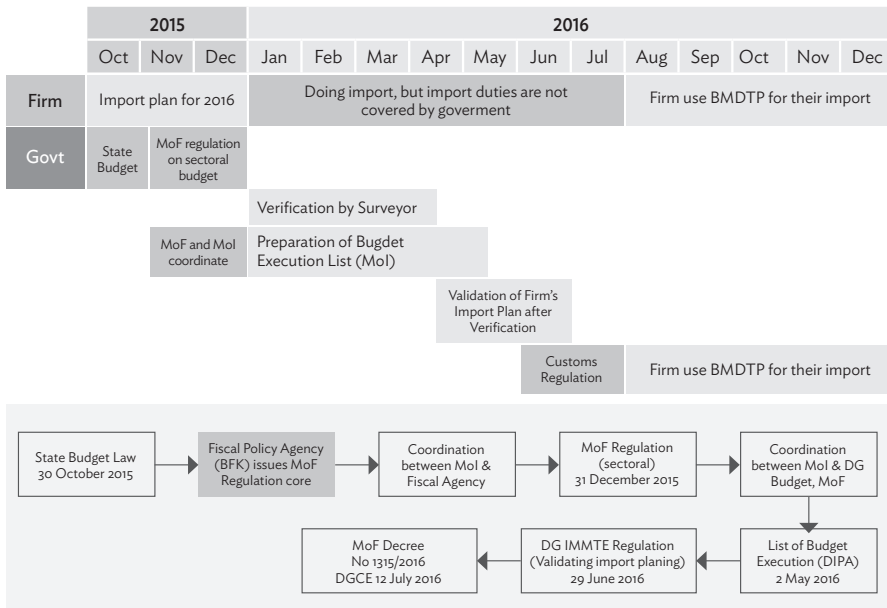 2015 2016
Oct Nov Dec Jan Feb Mar Apr May Jun Jul Aug Sep Oct Nov Dec
Firm
Import plan for 2016
Doing import, but import duties are not
covered by goverment
Firm use BMDTP for their import
Govt
State
Budget
MoF regulation
on sectoral
budget
Verification by Surveyor
MoF and MoI
coordinate
Preparation of Bugdet
Execution List (MoI)
Validation of Firm's
Import Plan after
Verification
Customs
Regulation
Firm use BMDTP for their import
State Budget Law
30 October 2015
Fiscal Policy Agency
(BFK) issues MoF
Regulation core
Coordination
between MoI &
Fiscal Agency
MoF Regulation
(sectoral)
31 December 2015
Coordination
between MoI & DG
Budget, MoF
List of Budget
Execution (DIPA)
2 May 2016
DG IMMTE Regulation
(Validating import planing)
29 June 2016
MoF Decree
No 1315/2016
DGCE 12 July 2016